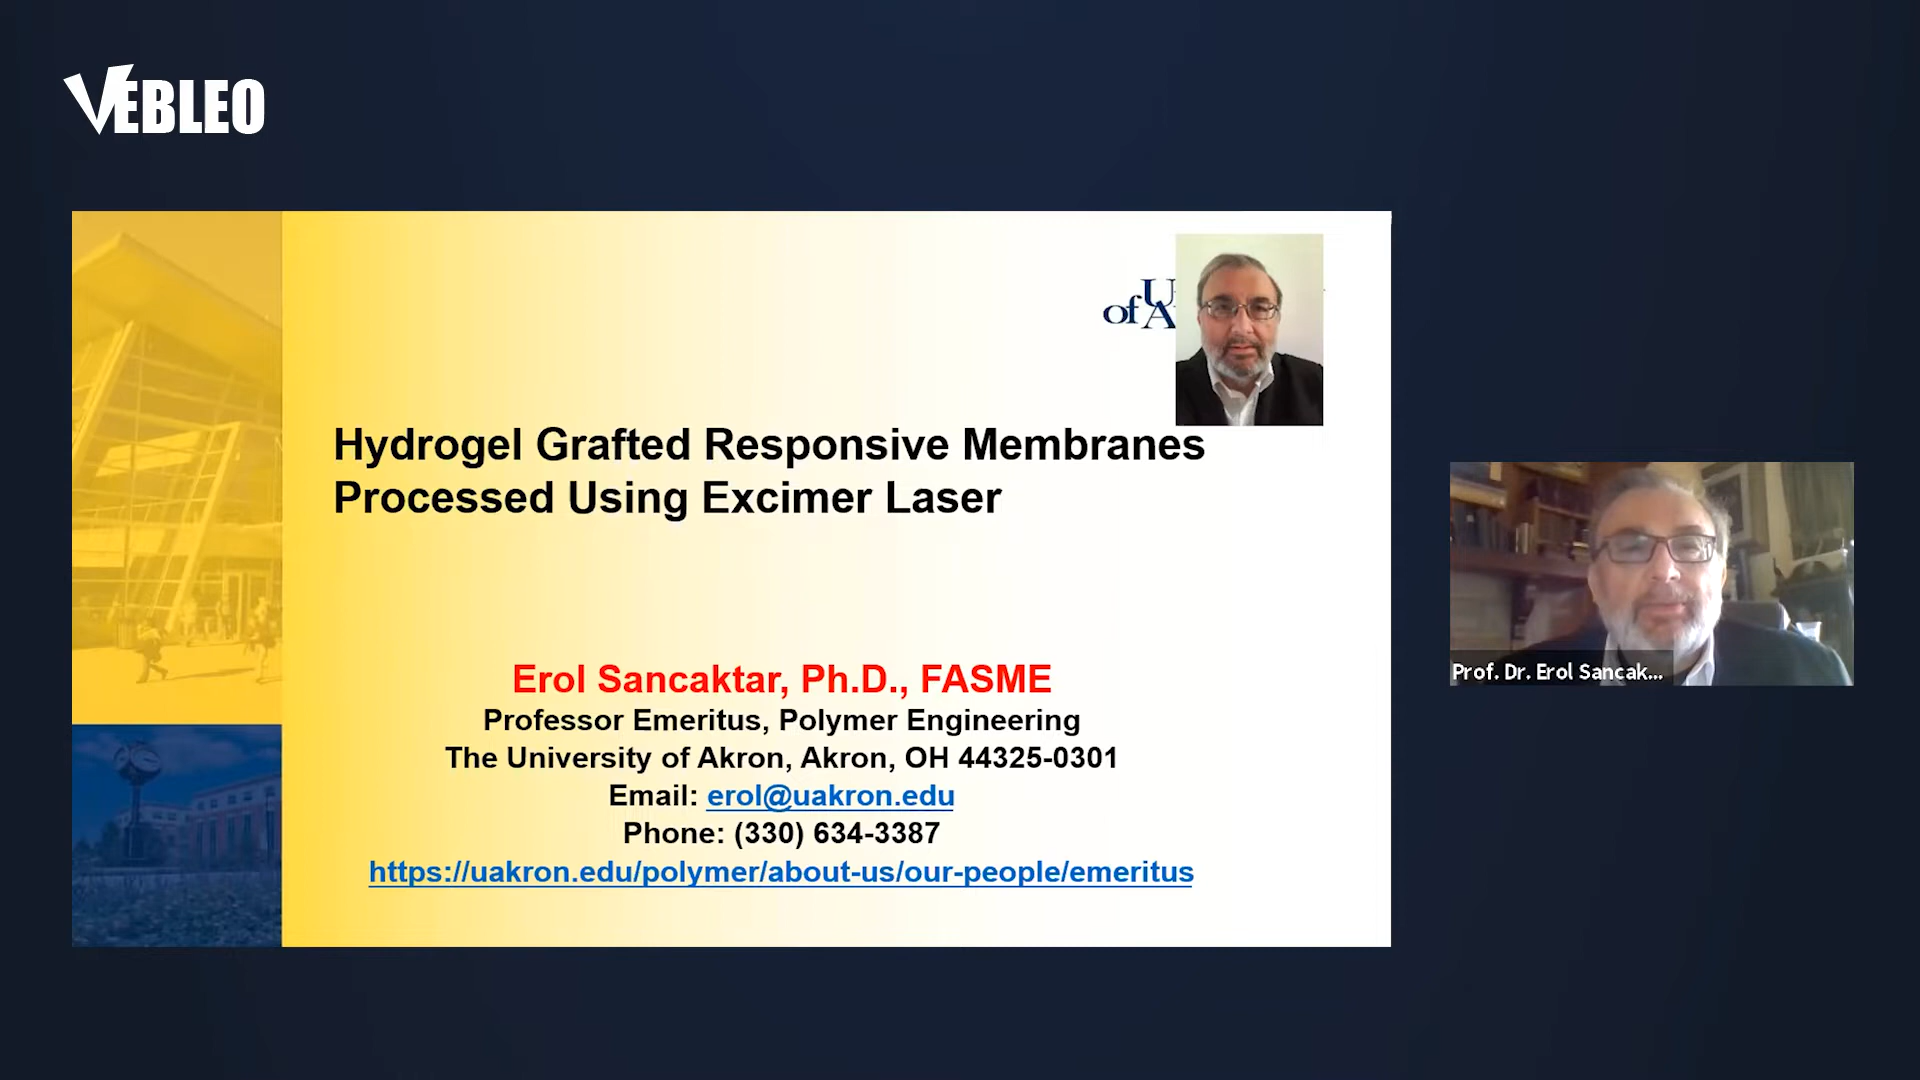 VEBLEO
of
Hydrogel Grafted Responsive Membranes
Processed Using Excimer Laser
Erol Sancaktar, Ph.D., FASME
Professor Emeritus, Polymer Engineering
The University of Akron, Akron, OH 44325-0301
Email: erol@uakron.edu
Phone: (330) 634-3387
https://uakron.edu/polymer/about-us/our-people/emeritus
Prof. Dr. Erol Sancak...